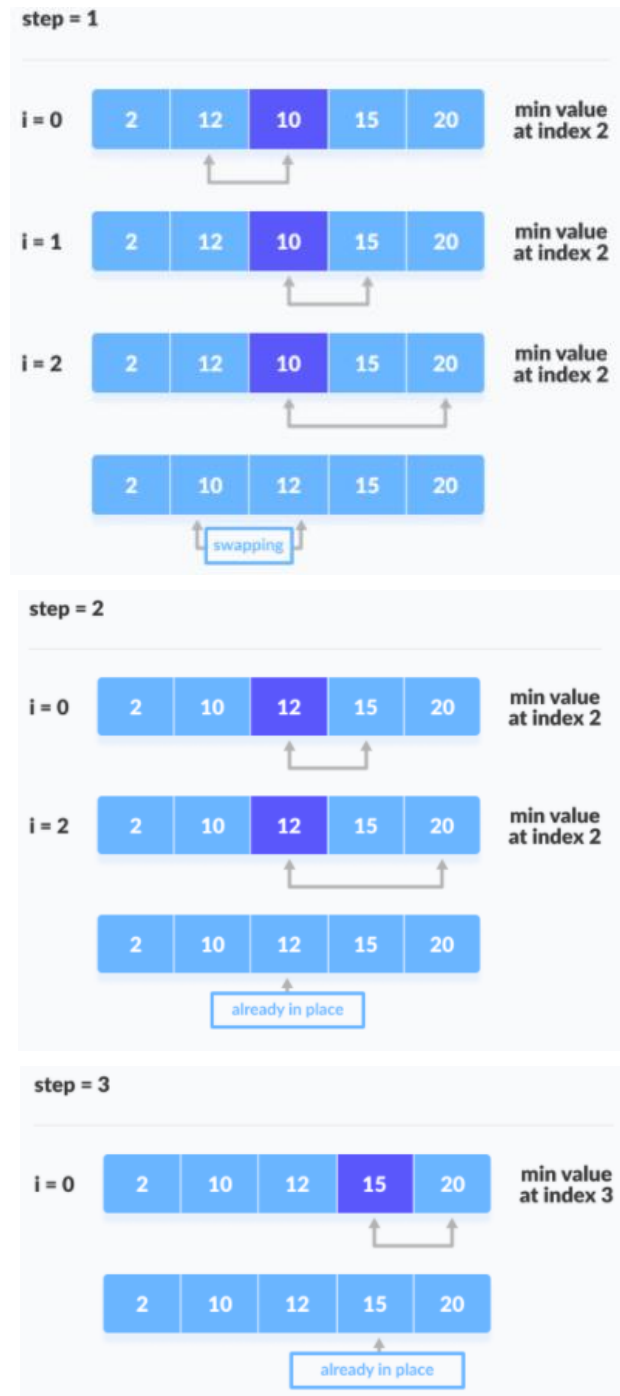 step = 1
i = 0 2 12 10 15 20 min value
at index 2
i = 1 2 12 10 15 20 min value
at index 2
i = 2 2 12 10 15 20 min value
at index 2
2 10 12 15 20
swapping
step = 2
i = 0 2 10 12 15 20 min value
at index 2
i = 2 2 10 12 15 20 min value
at index 2
2 10 12 15 20
already in place
step = 3
i = 0 2 10 12 15 20 min value
at index 3
2 10 12 15 20
already in place